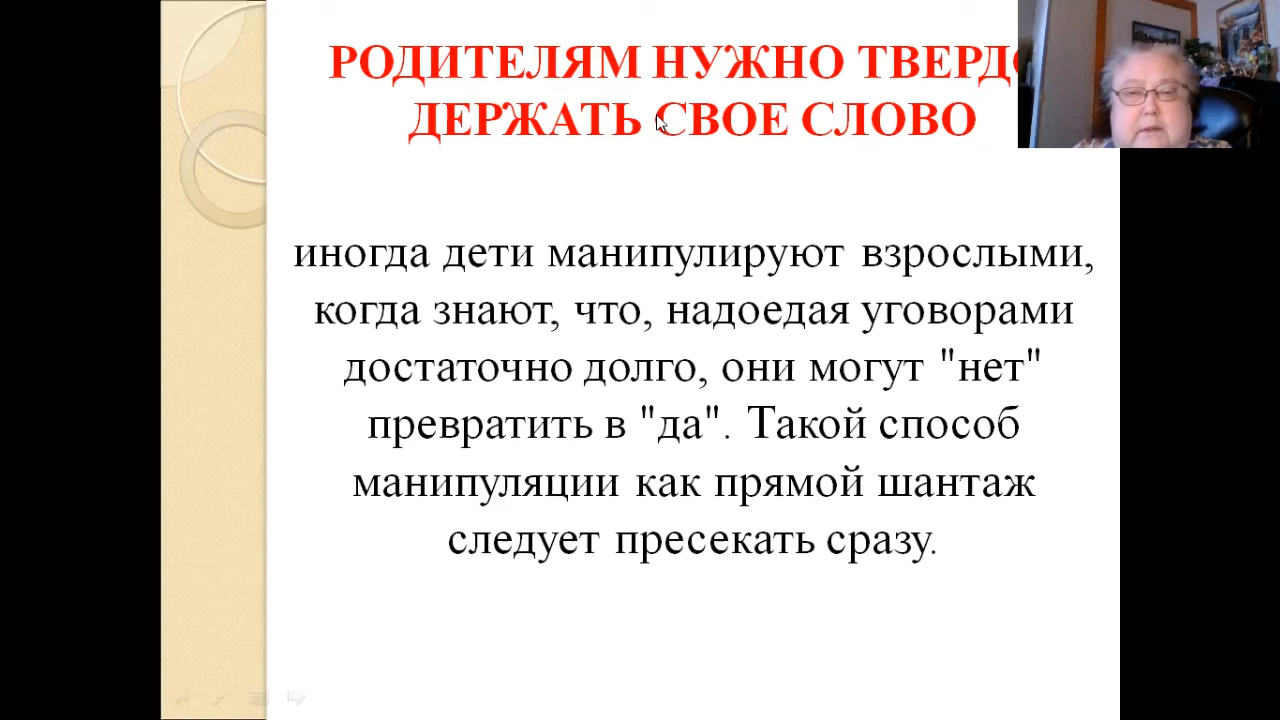 РОДИТЕЛЯМ НУЖНО ТВЕРДО
ДЕРЖАТЬ СВОЕ СЛОВО
иногда дети манипулируют взрослыми,
когда знают, что, надоедая уговорами
достаточно долго, они могут "нет"
превратить в "да". Такой способ
манипуляции как прямой шантаж
следует пресекать сразу.